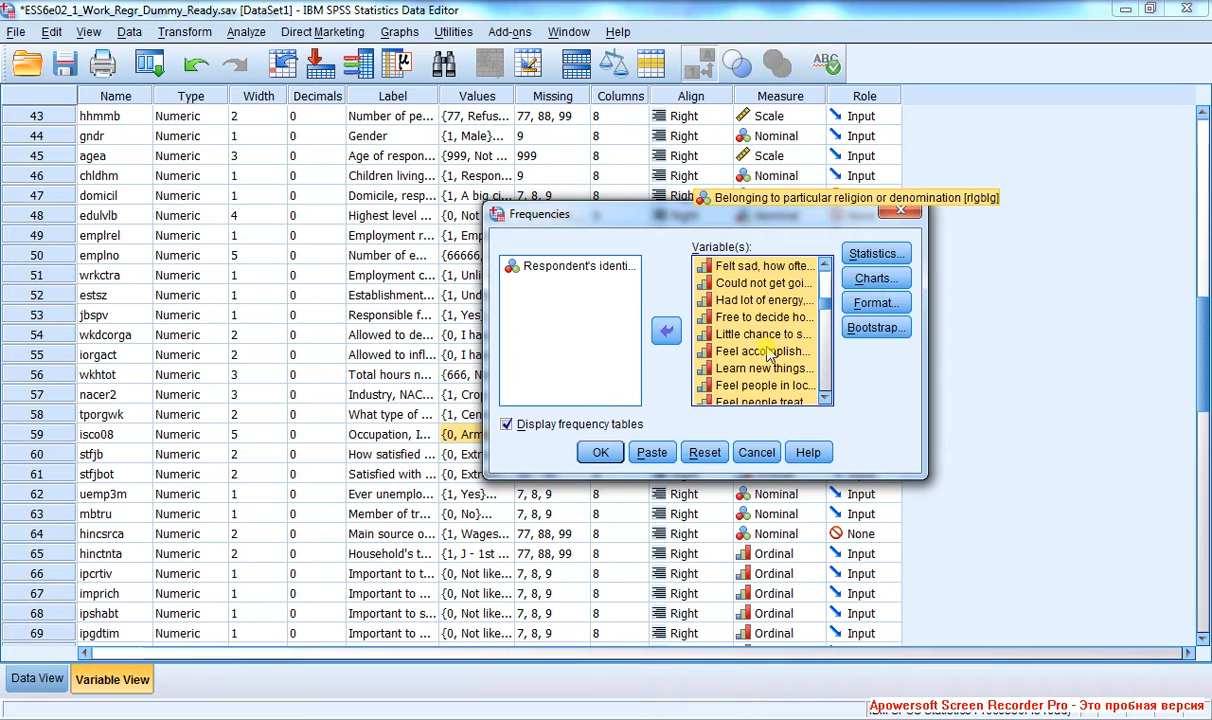 *ESS6e02_1_Work_Regr_Dummy_Ready.sav [DataSet1] - IBM SPSS Statistics Data Editor
File Edit View Data Transform Analyze Direct Marketing Graphs Utilities Add-ons Window Help
Name Type Width Decimals Label Values Missing Columns Align Measure Role
43 hhmmb Numeric 2 0 Number of pe... {77, Refus... 77, 88, 99 8 Right Scale Input
44 gndr Numeric 1 0 Gender {1, Male}... 9 8 Right Nominal Input
45 agea Numeric 3 0 Age of respon... {999, Not ... 999 8 Right Scale Input
46 chldhm Numeric 1 0 Children living... {1, Respon... 9 8 Right Nominal Input
47 domicil Numeric 1 0 Domicile, resp... {1, A big ci...
48 edulvlb Numeric 4 0 Highest level ...
49 emplrel Numeric 1 0 Employment r...
50 emplno Numeric 5 0 Number of e... {66666,
51 wrkctra Numeric 1 0 Employment c... {1, Unli
52 estsz Numeric 1 0 Establishment...
53 jbspv Numeric 1 0 Responsible f... {1, Yes}
54 wkdcorga Numeric 2 0 Allowed to de... {0, I ha
55 iorgact Numeric 2 0 Allowed to infl... {0, I ha
56 wkhtot Numeric 3 0 Total hours n... {666, N
57 nacer2 Numeric 3 0 Industry, NAC... {1, Crop
58 tporgwk Numeric 2 0 What type of ... {1, Cen
59 isco08 Numeric 5 0 Occupation, I... {0, Arm
60 stfjb Numeric 2 0 How satisfied ... {0, Extr
61 stfjbot Numeric 2 0 Satisfied with ... {0, Extr
62 uemp3m Numeric 1 0 Ever unemplo... {1, Yes}... 7, 8, 9 8 Right Nominal Input
63 mbtru Numeric 1 0 Member of tr... {0, No}... 7, 8, 9 8 Right Nominal Input
64 hincsrca Numeric 2 0 Main source o... {1, Wages... 77, 88, 99 8 Right Nominal None
65 hinctnta Numeric 2 0 Household's t... {1, J - 1st ... 77, 88, 99 8 Right Ordinal Input
66 ipcrtiv Numeric 1 0 Important to ... {0, Not like... 7, 8, 9 8 Right Ordinal Input
67 imprich Numeric 1 0 Important to ... {0, Not like... 7, 8, 9 8 Right Ordinal Input
68 ipshabt Numeric 1 0 Important to s... {0, Not like... 7, 8, 9 8 Right Ordinal Input
69 ipgdtim Numeric 1 0 Important to ... {0, Not like... 7, 8, 9 8 Right Ordinal Input
Belonging to particular religion or denomination [rlgblg]
Frequencies
Variable(s):
Respondent's identi...
Felt sad, how ofte...
Could not get goi...
Had lot of energy,...
Free to decide ho...
Little chance to s...
Feel accomplish...
Learn new things...
Feel people in loc...
Feel people treat
Statistics...
Charts...
Format...
Bootstrap...
Display frequency tables
OK Paste Reset Cancel Help
Data View Variable View
Apowersoft Screen Recorder Pro - Это пробная версия